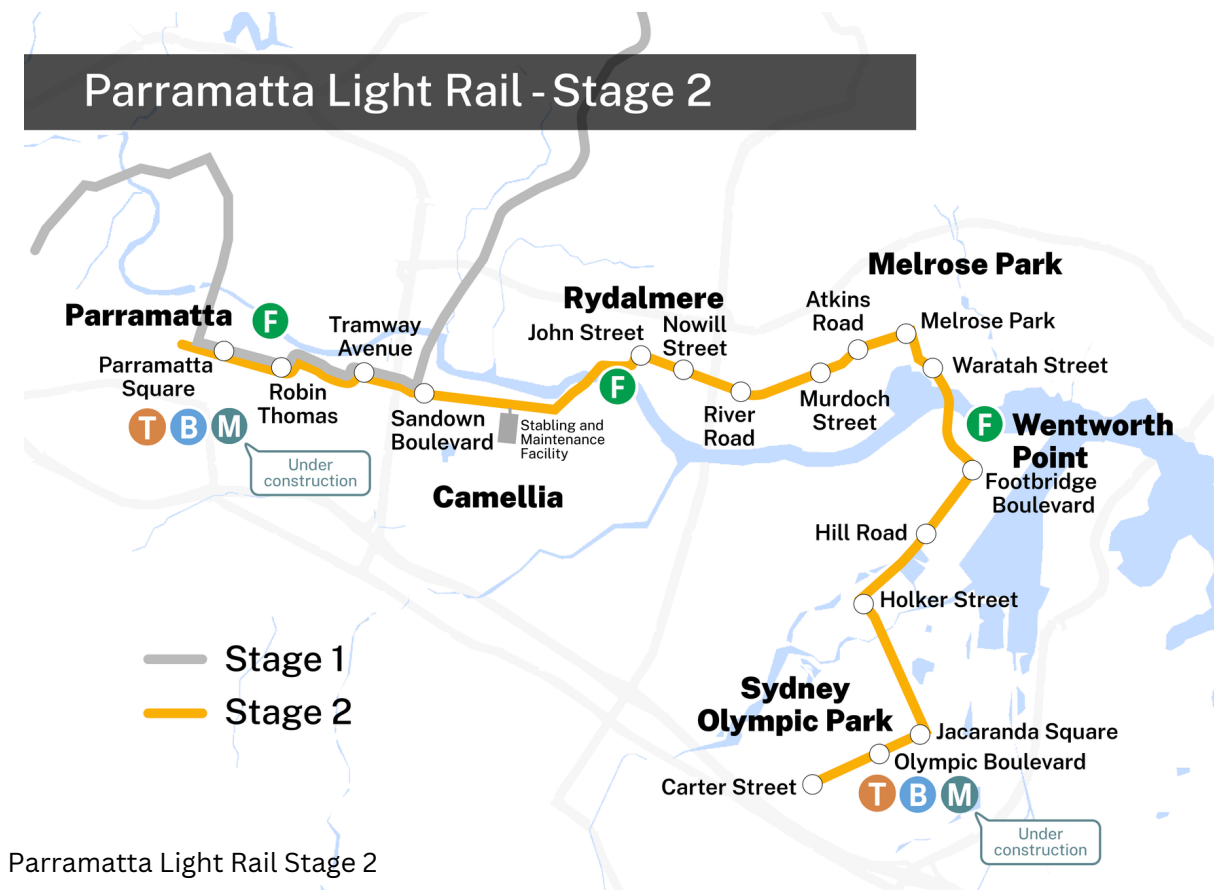 Parramatta Light Rail - Stage 2
Melrose Park
Rydalmere
Atkins
Road
Melrose Park
Parramatta
F
Tramway
Avenue
John Street
Nowill
Street
Waratah Street
Parramatta
Square
Robin
Thomas
F
Sandown
Boulevard
Stabling and
Maintenance
Facility
River
Road
Murdoch
Street
T
B
M
Under
construction
F
Wentworth
Point
Camellia
Footbridge
Boulevard
Hill Road
Holker Street
Stage 1
Stage 2
Sydney
Olympic Park
Jacaranda Square
Olympic Boulevard
Carter Street
T
B
M
Under
construction
Parramatta Light Rail Stage 2